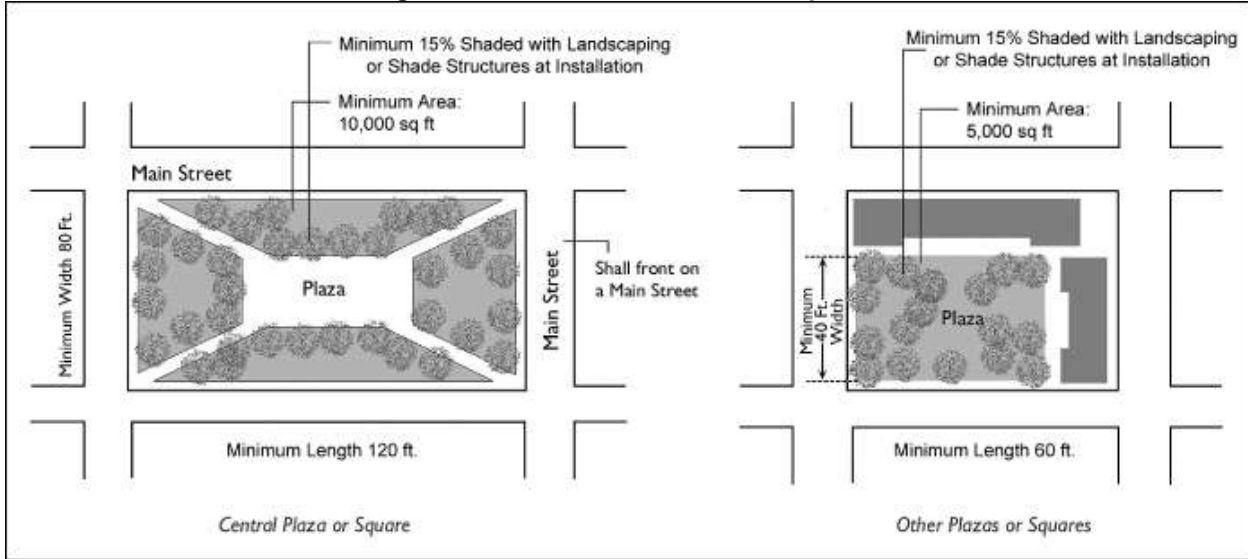 Minimum 15% Shaded with Landscaping
or Shade Structures at Installation
Minimum Area:
10,000 sq ft
Main Street
Minimum Width 80 Ft.
Plaza
Main Street
Shall front on
a Main Street
Minimum Length 120 ft.
Central Plaza or Square
Minimum 15% Shaded with Landscaping
or Shade Structures at Installation
Minimum Area:
5,000 sq ft
Minimum
40 Ft.
Width
Plaza
Minimum Length 60 ft.
Other Plazas or Squares